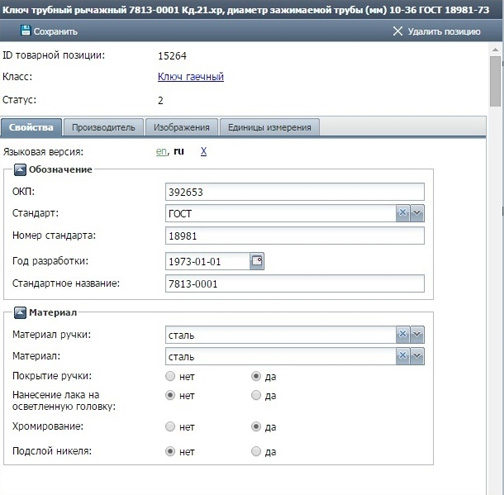 Ключ трубный рычажный 7813-0001 Кд.21.хр, диаметр зажимаемой трубы (мм) 10-36 ГОСТ 18981-73
Сохранить Удалить позицию
ID товарной позиции: 15264
Класс: Ключ гаечный
Статус: 2
Свойства Производитель Изображения Единицы измерения
Языковая версия: en, ru X
Обозначение
ОКП: 392653
Стандарт: ГОСТ
Номер стандарта: 18981
Год разработки: 1973-01-01
Стандартное название: 7813-0001
Материал
Материал ручки: сталь
Материал: сталь
Покрытие ручки: нет да
Нанесение лака на
осветленную головку: нет да
Хромирование: нет да
Подслой никеля: нет да